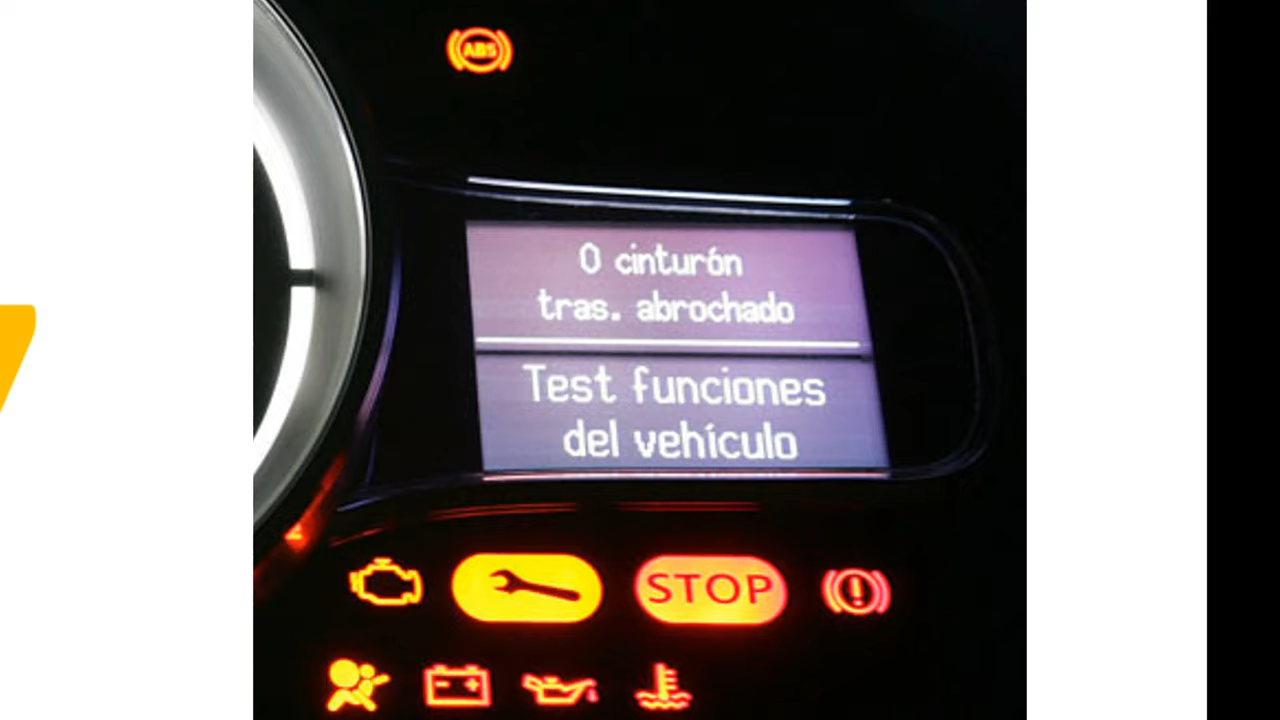 ABS
0 cinturón
tras. abrochado
Test funciones
del vehículo
STOP